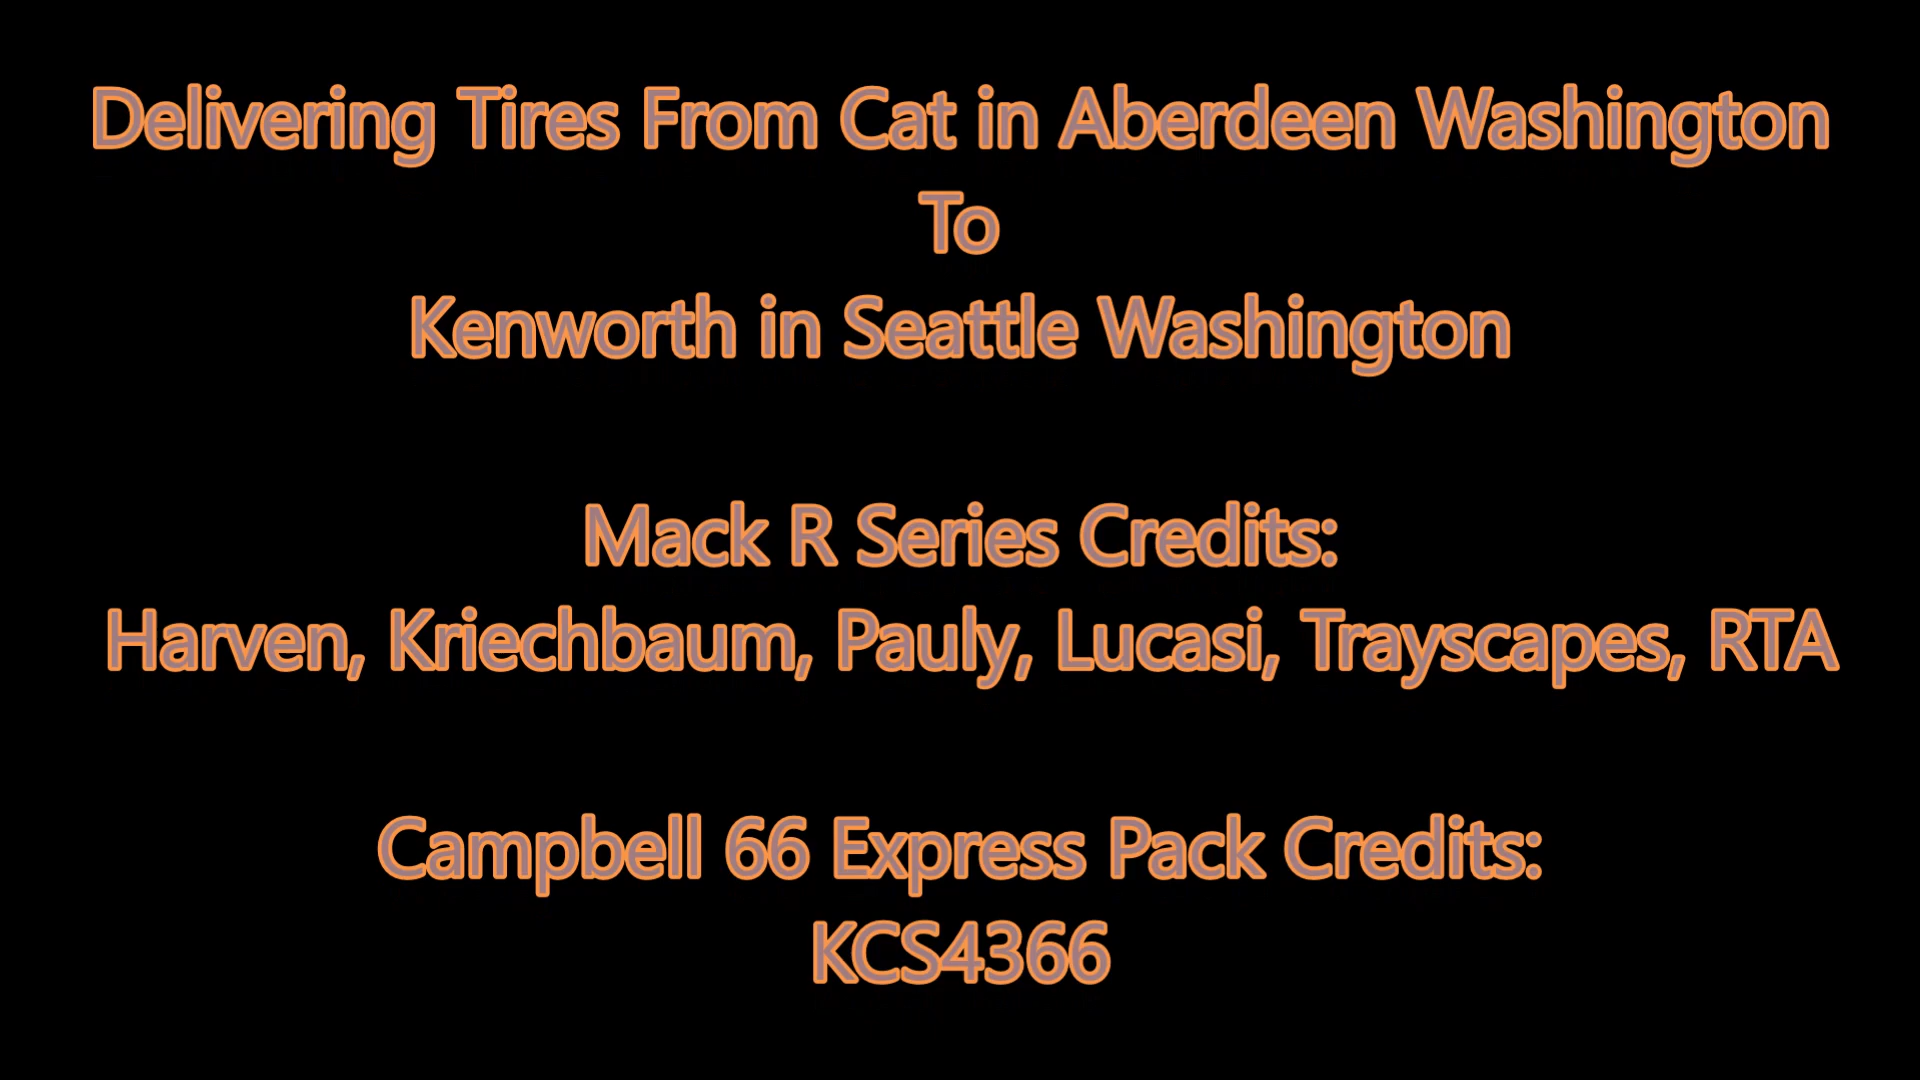 Delivering Tires From Cat in Aberdeen Washington
To
Kenworth in Seattle Washington
Mack R Series Credits:
Harven, Kriechbaum, Pauly, Lucasi, Trayscapes, RTA
Campbell 66 Express Pack Credits:
KCS4366